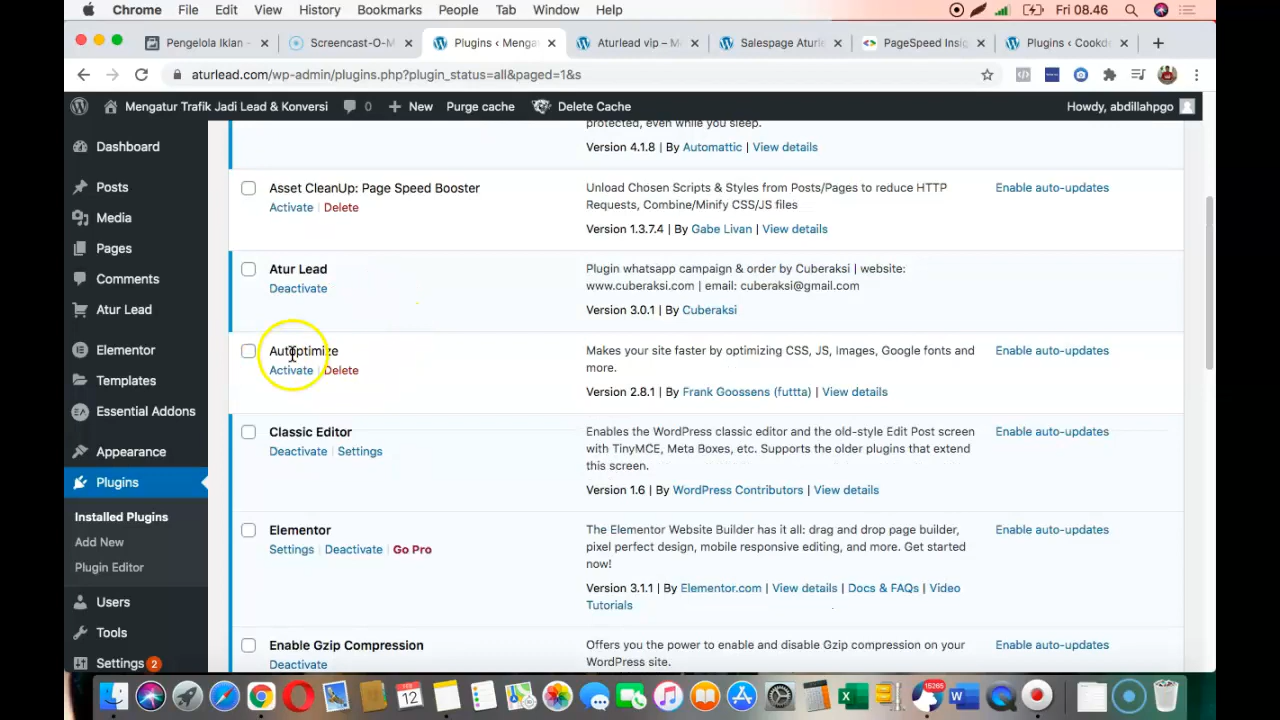 Chrome File Edit View History Bookmarks People Tab Window Help Fri 08.46
Pengelola Iklan - Screencast-O-M Plugins ‹ Menga Aturlead vip – M Salespage Aturle PageSpeed Insig Plugins ‹ Cookd
aturlead.com/wp-admin/plugins.php?plugin_status=all&paged=1&s
Mengatur Trafik Jadi Lead & Konversi 0 New Purge cache Delete Cache Howdy, abdillahpgo
Dashboard
Posts
Media
Pages
Comments
Atur Lead
Elementor
Templates
Essential Addons
Appearance
Plugins
Installed Plugins
Add New
Plugin Editor
Users
Tools
Settings 2
protected, even while you sleep.
Version 4.1.8 | By Automattic | View details
Asset CleanUp: Page Speed Booster
Activate | Delete
Unload Chosen Scripts & Styles from Posts/Pages to reduce HTTP
Requests, Combine/Minify CSS/JS files
Version 1.3.7.4 | By Gabe Livan | View details
Enable auto-updates
Atur Lead
Deactivate
Plugin whatsapp campaign & order by Cuberaksi | website:
www.cuberaksi.com | email: cuberaksi@gmail.com
Version 3.0.1 | By Cuberaksi
Autoptimize
Activate | Delete
Makes your site faster by optimizing CSS, JS, Images, Google fonts and
more.
Version 2.8.1 | By Frank Goossens (futtta) | View details
Enable auto-updates
Classic Editor
Deactivate | Settings
Enables the WordPress classic editor and the old-style Edit Post screen
with TinyMCE, Meta Boxes, etc. Supports the older plugins that extend
this screen.
Version 1.6 | By WordPress Contributors | View details
Enable auto-updates
Elementor
Settings | Deactivate | Go Pro
The Elementor Website Builder has it all: drag and drop page builder,
pixel perfect design, mobile responsive editing, and more. Get started
now!
Version 3.1.1 | By Elementor.com | View details | Docs & FAQs | Video
Tutorials
Enable auto-updates
Enable Gzip Compression
Deactivate
Offers you the power to enable and disable Gzip compression on your
WordPress site.
Enable auto-updates
FEB
12
15265